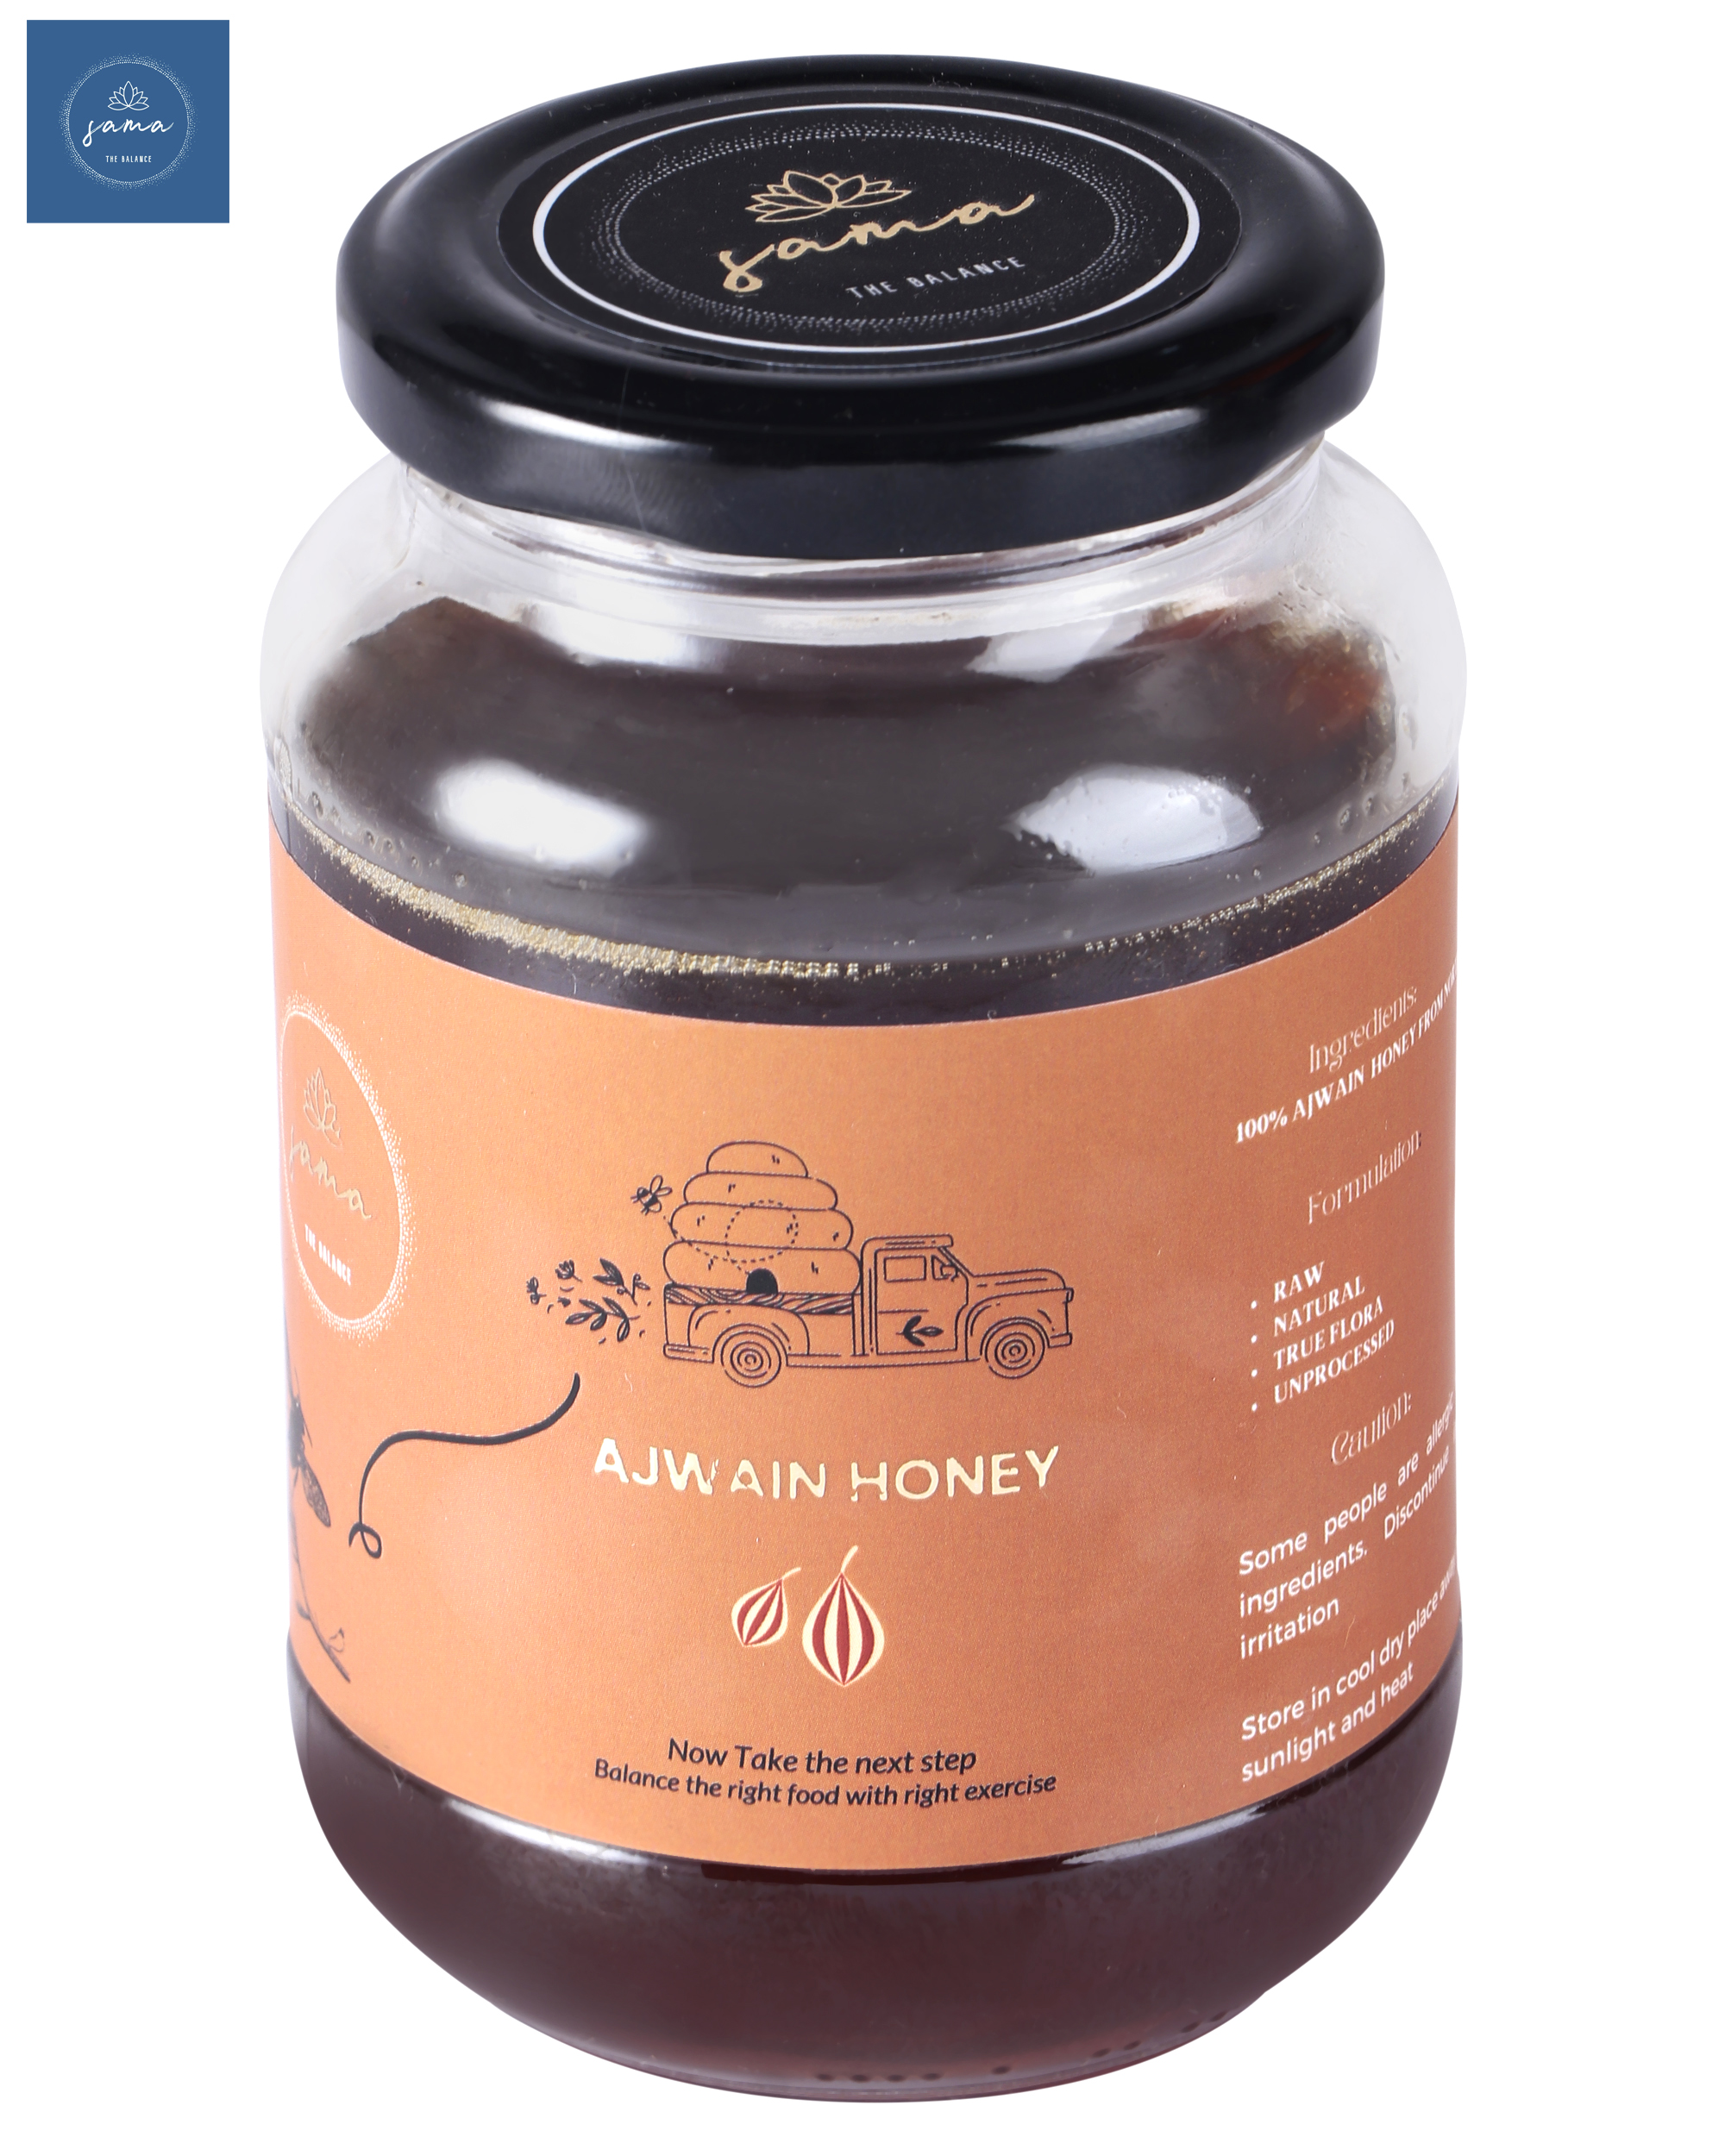 sama
THE BALANCE
sama
THE BALANCE
sama
THE BALANCE
AJWAIN HONEY
Now Take the next step
Balance the right food with right exercise
Ingredients:
100% AJWAIN HONEY FROM
Formulation:
• RAW
• NATURAL
• TRUE FLORA
• UNPROCESSED
Caution:
Some people are allergic
ingredients. Discontinue
irritation
Store in cool dry place
sunlight and heat